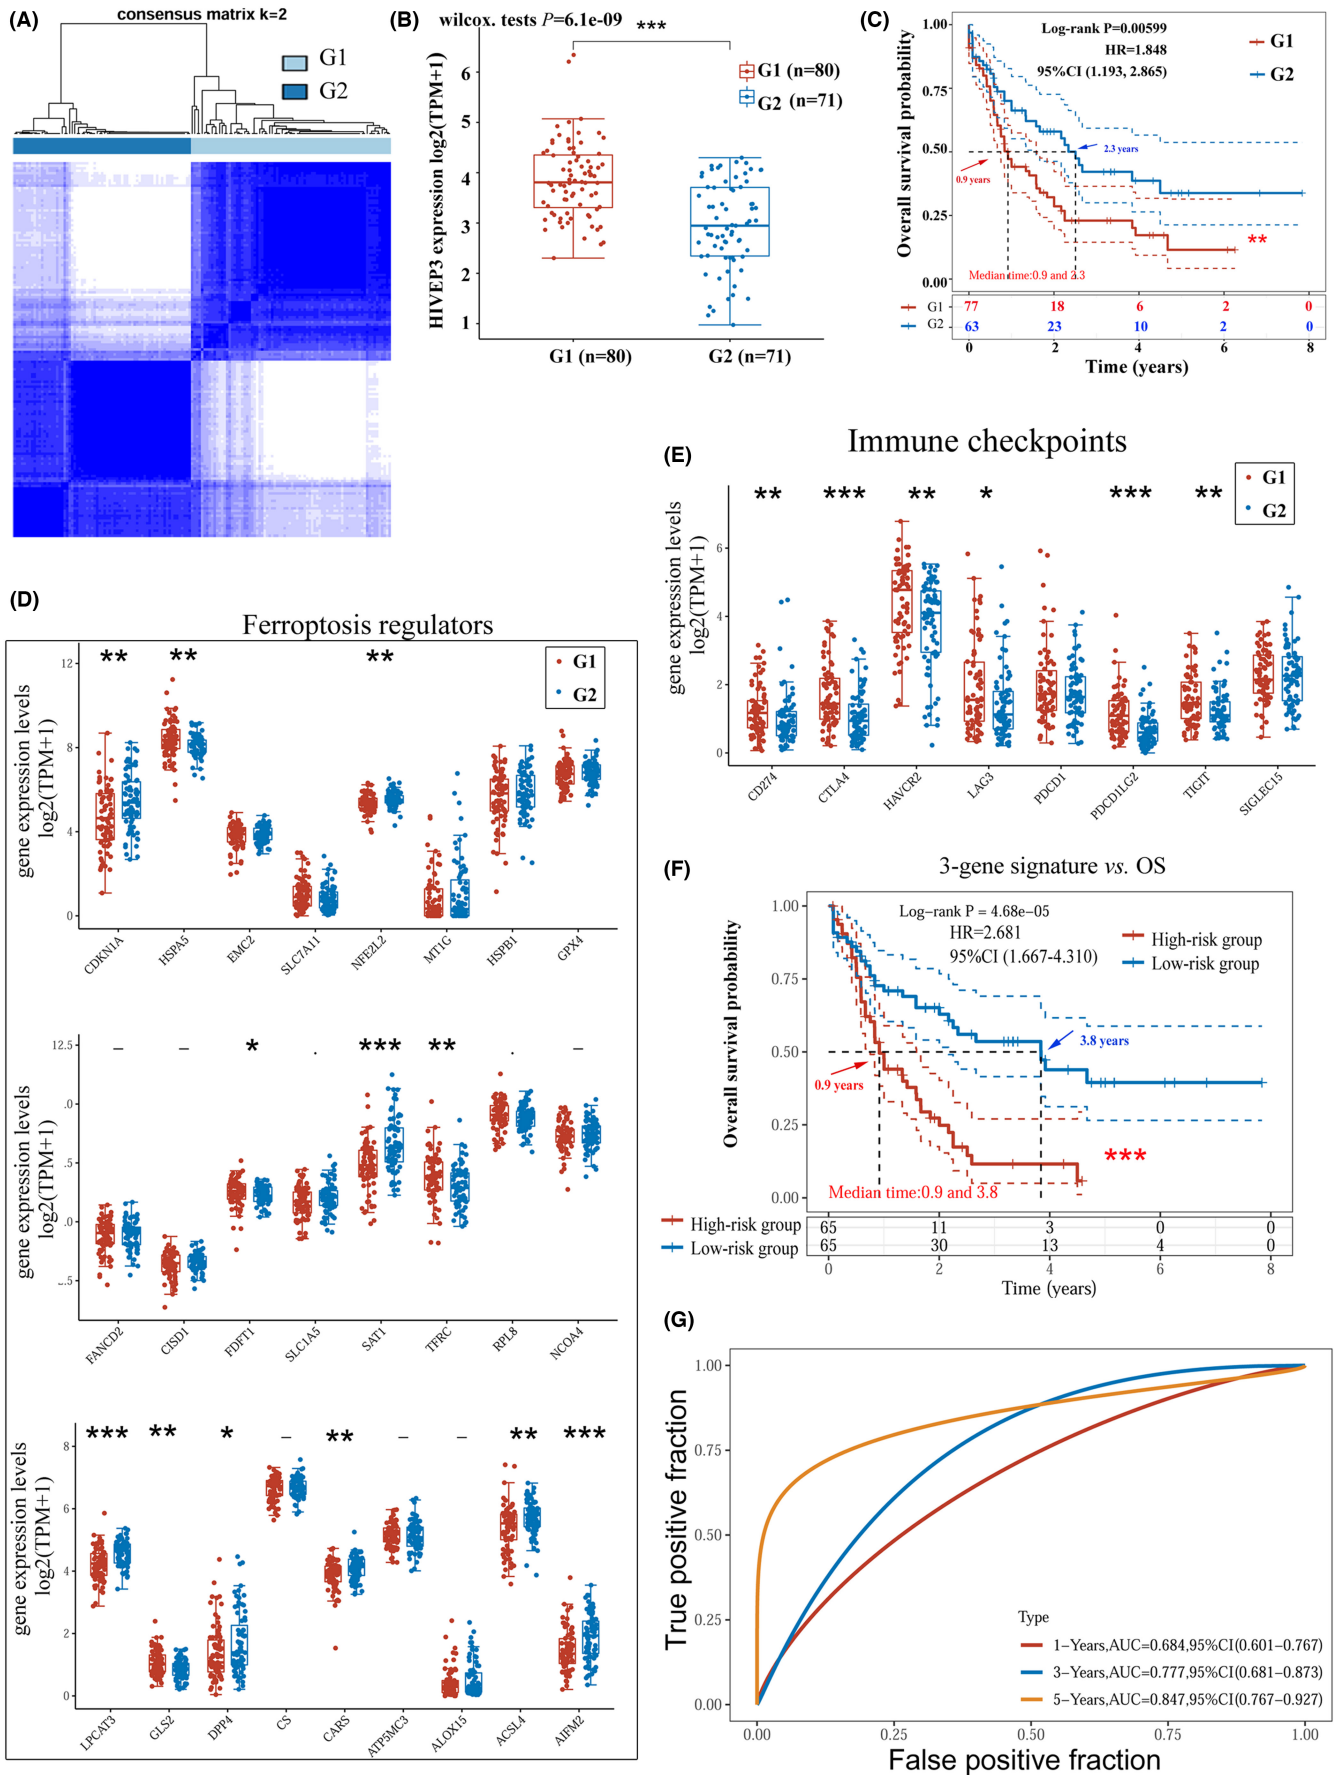 (A)
consensus matrix k=2
G1
G2
(B)
wilcox. tests P=6.1e-09
***
HIVEP3 expression log2(TPM+1)
6
5
4
3
2
1
G1 (n=80)
G2 (n=71)
G1 (n=80)
G2 (n=71)
(C)
Overall survival probability
1.00
0.75
0.50
0.25
0.00
Log-rank P=0.00599
HR=1.848
95%CI (1.193, 2.865)
G1
G2
2.3 years
0.9 years
**
Median time:0.9 and 2.3
G1 77 18 6 2 0
G2 63 23 10 2 0
0 2 4 6 8
Time (years)
(D)
Ferroptosis regulators
gene expression levels
log2(TPM+1)
12
8
4
0
** ** **
G1
G2
CDKN1A HSPA5 EMC2 SLC7A11 NFE2L2 MT1G HSPB1 GPX4
gene expression levels
log2(TPM+1)
12.5
.0
.5
.0
.5
– – * . *** ** . –
FANCD2 CISD1 FDFT1 SLC1A5 SAT1 TFRC RPL8 NCOA4
gene expression levels
log2(TPM+1)
8
6
4
2
0
*** ** * – ** – – ** ***
LPCAT3 GLS2 DPP4 CS CARS ATP5MC3 ALOX15 ACSL4 AIFM2
(E)
Immune checkpoints
gene expression levels
log2(TPM+1)
6
4
2
0
** *** ** * *** **
G1
G2
CD274 CTLA4 HAVCR2 LAG3 PDCD1 PDCD1LG2 TIGIT SIGLEC15
(F)
3-gene signature vs. OS
Overall survival probability
1.00
0.75
0.50
0.25
0.00
Log−rank P = 4.68e−05
HR=2.681
95%CI (1.667-4.310)
High-risk group
Low-risk group
3.8 years
0.9 years
***
Median time:0.9 and 3.8
High-risk group 65 11 3 0 0
Low-risk group 65 30 13 4 0
0 2 4 6 8
Time (years)
(G)
True positive fraction
1.00
0.75
0.50
0.25
0.00
Type
1−Years,AUC=0.684,95%CI(0.601−0.767)
3−Years,AUC=0.777,95%CI(0.681−0.873)
5−Years,AUC=0.847,95%CI(0.767−0.927)
0.00 0.25 0.50 0.75 1.00
False positive fraction